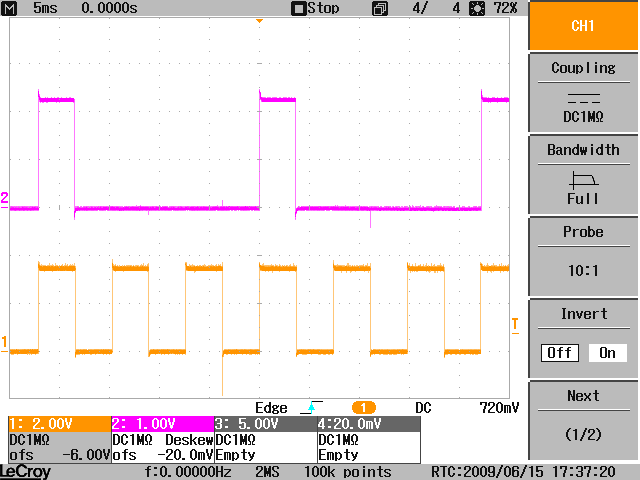 M 5ms 0.0000s Stop 4/ 4 72%
CH1
Coupling
DC1MΩ
Bandwidth
Full
2
Probe
10:1
Invert
T
1
Off On
Next
Edge 1 DC 720mV
1: 2.00V 2: 1.00V 3: 5.00V 4:20.0mV
(1/2)
DC1MΩ DC1MΩ Deskew DC1MΩ DC1MΩ
ofs -6.00V ofs -20.0mV Empty Empty
LeCroy f:0.00000Hz 2MS 100k points RTC:2009/06/15 17:37:20